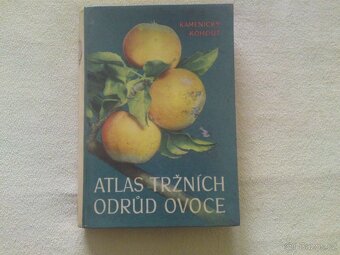 KAMENICKÝ
KOHOUT
ATLAS TRŽNÍCH
ODRŮD OVOCE